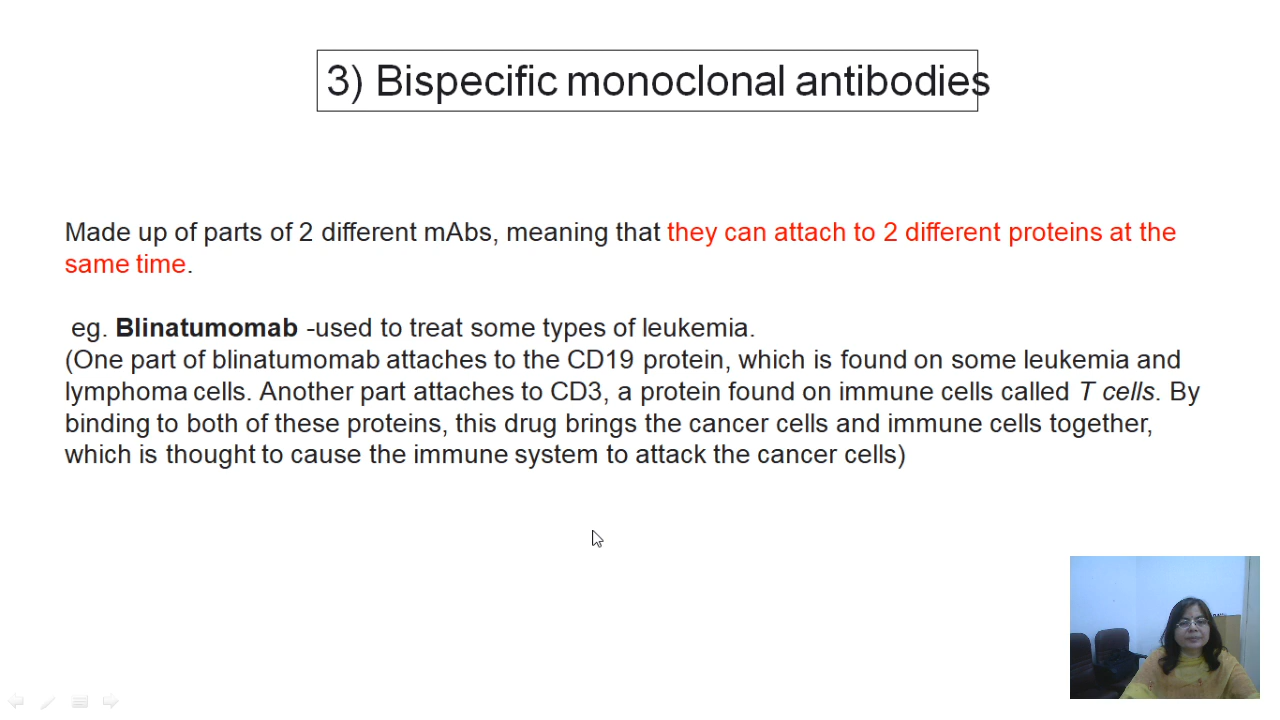 3) Bispecific monoclonal antibodies
Made up of parts of 2 different mAbs, meaning that they can attach to 2 different proteins at the
same time.
eg. Blinatumomab -used to treat some types of leukemia.
(One part of blinatumomab attaches to the CD19 protein, which is found on some leukemia and
lymphoma cells. Another part attaches to CD3, a protein found on immune cells called T cells. By
binding to both of these proteins, this drug brings the cancer cells and immune cells together,
which is thought to cause the immune system to attack the cancer cells)